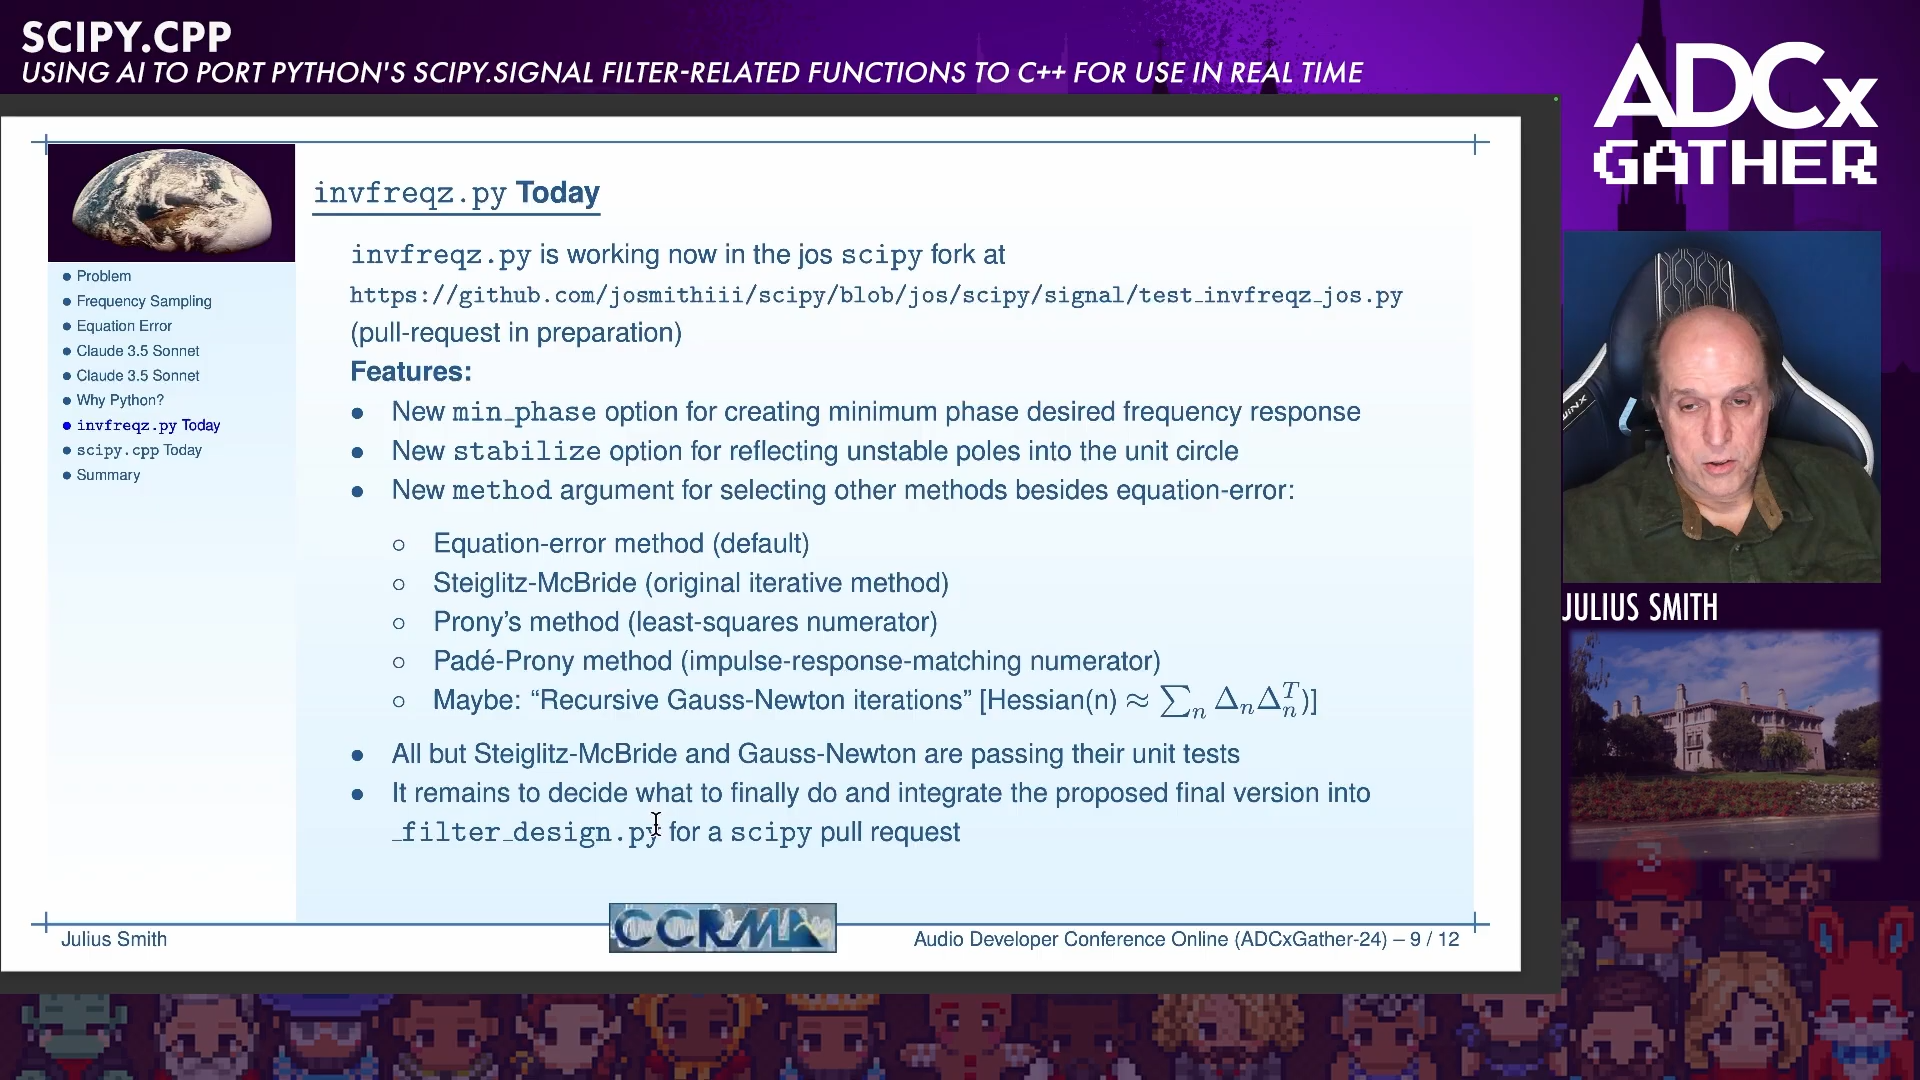 SCIPY.CPP
USING AI TO PORT PYTHON'S SCIPY.SIGNAL FILTER-RELATED FUNCTIONS TO C++ FOR USE IN REAL TIME
ADCx
GATHER
● Problem
● Frequency Sampling
● Equation Error
● Claude 3.5 Sonnet
● Claude 3.5 Sonnet
● Why Python?
● invfreqz.py Today
● scipy.cpp Today
● Summary
invfreqz.py Today
invfreqz.py is working now in the jos scipy fork at
https://github.com/josmithiii/scipy/blob/jos/scipy/signal/test_invfreqz_jos.py
(pull-request in preparation)
Features:
● New min_phase option for creating minimum phase desired frequency response
● New stabilize option for reflecting unstable poles into the unit circle
● New method argument for selecting other methods besides equation-error:
○ Equation-error method (default)
○ Steiglitz-McBride (original iterative method)
○ Prony's method (least-squares numerator)
○ Padé-Prony method (impulse-response-matching numerator)
○ Maybe: “Recursive Gauss-Newton iterations” [Hessian(n) ≈ ∑ₙ ΔₙΔₙᵀ)]
● All but Steiglitz-McBride and Gauss-Newton are passing their unit tests
● It remains to decide what to finally do and integrate the proposed final version into
_filter_design.py for a scipy pull request
Julius Smith
CCRMA
Audio Developer Conference Online (ADCxGather-24) – 9 / 12
JULIUS SMITH
3